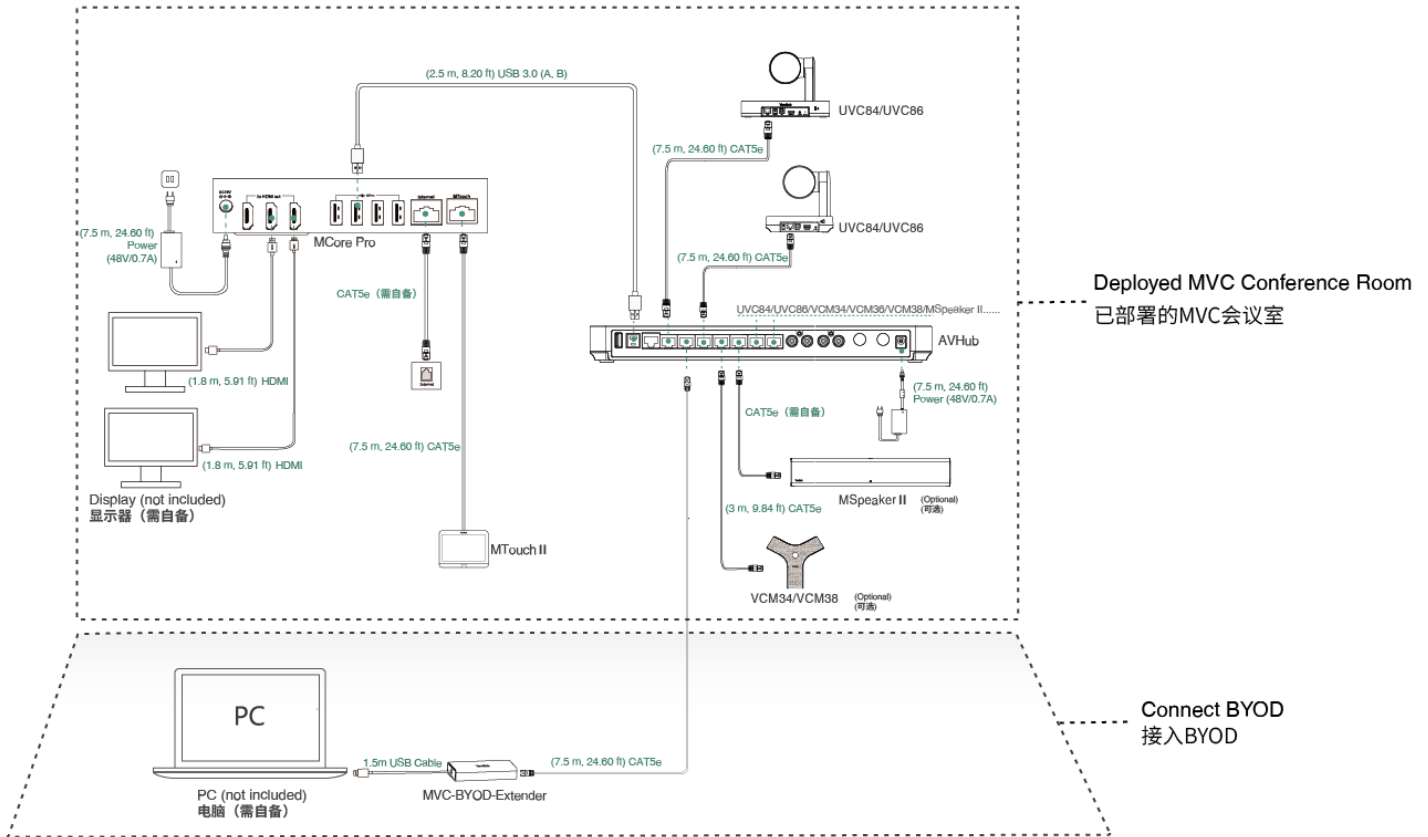 (2.5 m, 8.20 ft) USB 3.0 (A, B)
UVC84/UVC86
(7.5 m, 24.60 ft) CAT5e
UVC84/UVC86
(7.5 m, 24.60 ft) CAT5e
2x HDMI out
Internet
MTouch
MCore Pro
(7.5 m, 24.60 ft)
Power
(48V/0.7A)
CAT5e（需自备）
Internet
(1.8 m, 5.91 ft) HDMI
(1.8 m, 5.91 ft) HDMI
Display (not included)
显示器（需自备）
(7.5 m, 24.60 ft) CAT5e
MTouch II
UVC84/UVC86/VCM34/VCM36/VCM38/MSpeaker II......
AVHub
(7.5 m, 24.60 ft)
Power (48V/0.7A)
CAT5e（需自备）
MSpeaker II
(Optional)
(可选)
(3 m, 9.84 ft) CAT5e
VCM34/VCM38
(Optional)
(可选)
Deployed MVC Conference Room
已部署的MVC会议室
PC
1.5m USB Cable
(7.5 m, 24.60 ft) CAT5e
PC (not included)
电脑（需自备）
MVC-BYOD-Extender
Connect BYOD
接入BYOD